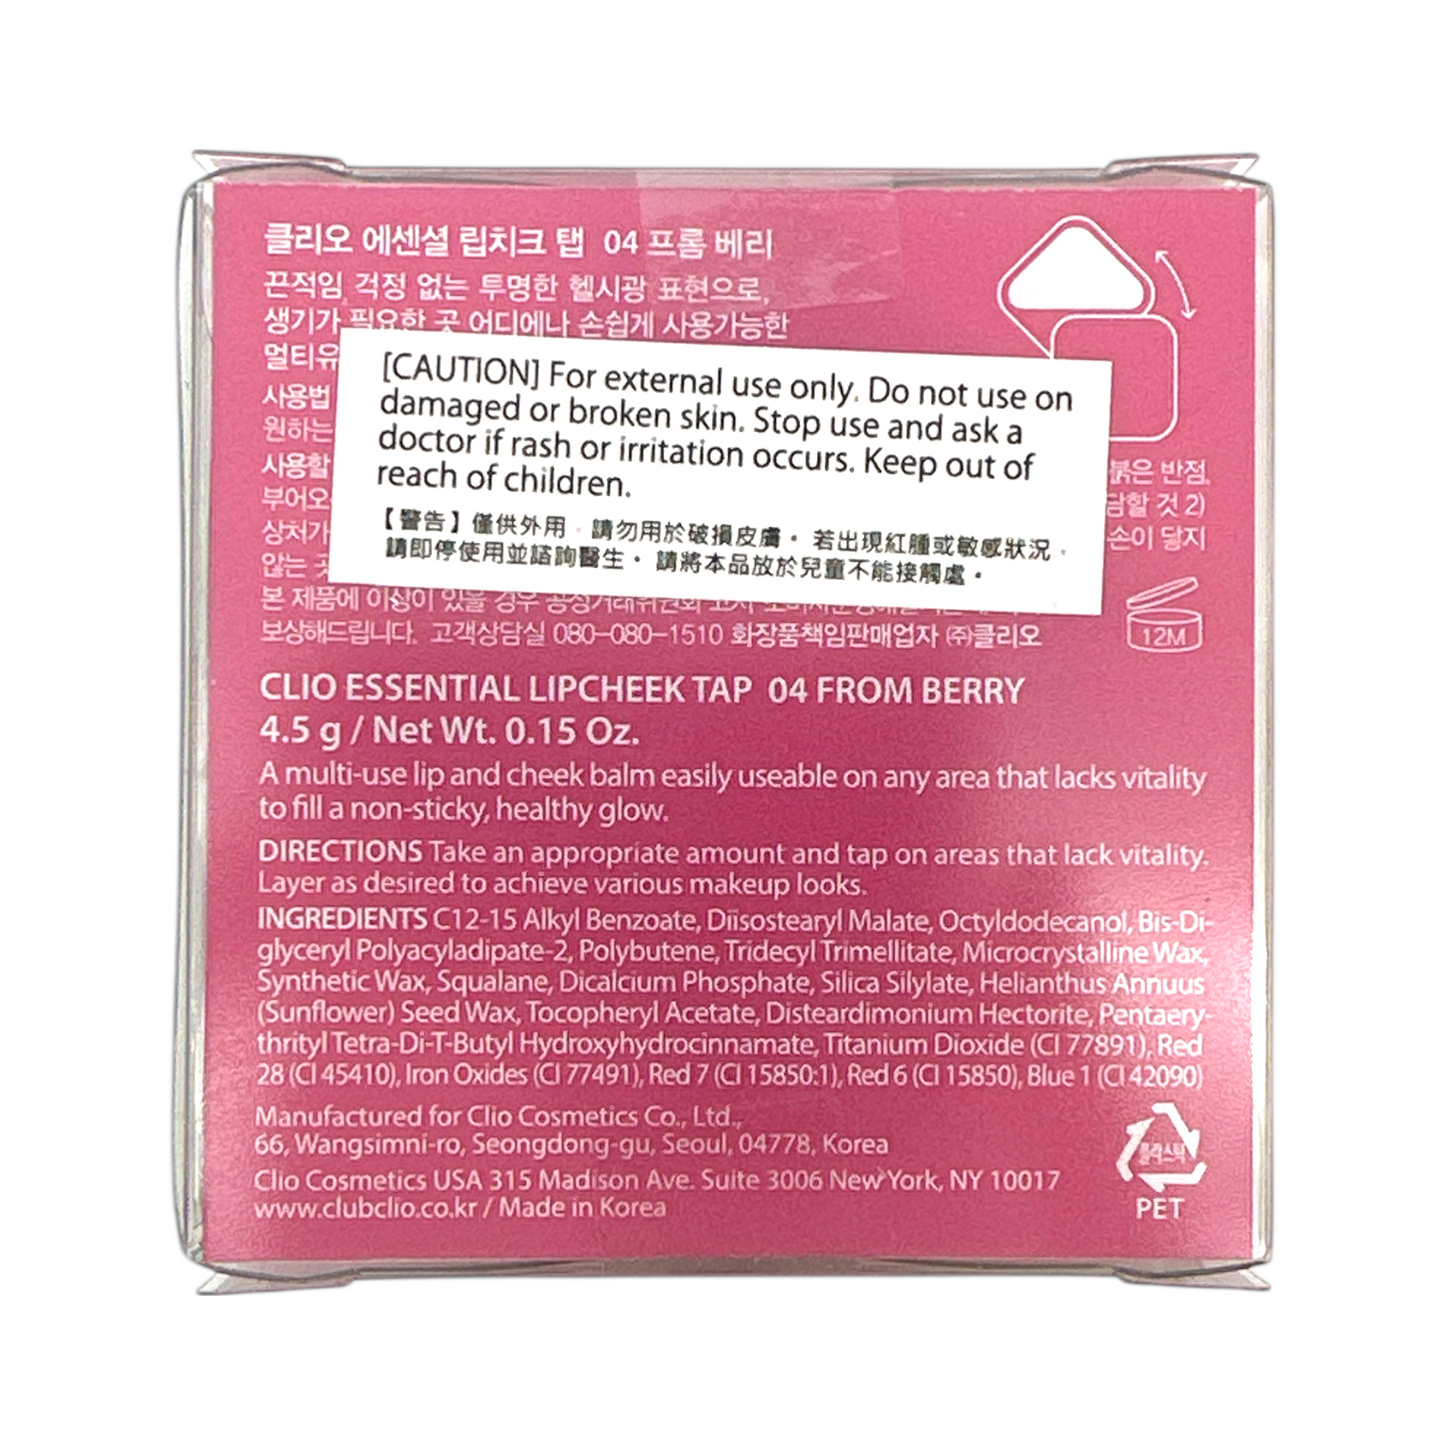 클리오 에센셜 립치크 탭 04 프롬 베리
끈적임 걱정 없는 투명한 헬시광 표현으로,
생기가 필요한 곳 어디에나 손쉽게 사용가능한
멀티유
사용법
원하는
사용할 붉은 반점,
부어오 담할 것 2)
상처가 손이 닿지
않는
[CAUTION] For external use only. Do not use on
damaged or broken skin. Stop use and ask a
doctor if rash or irritation occurs. Keep out of
reach of children.
【警告】僅供外用。請勿用於破損皮膚。若出現紅腫或敏感狀況。
請即停使用並諮詢醫生。請將本品放於兒童不能接觸處。
본 제품에 이상이 있을 경우 공정거래위원회 고시
보상해드립니다. 고객상담실 080-080-1510 화장품책임판매업자 ㈜클리오
12M
CLIO ESSENTIAL LIPCHEEK TAP 04 FROM BERRY
4.5 g / Net Wt. 0.15 Oz.
A multi-use lip and cheek balm easily useable on any area that lacks vitality
to fill a non-sticky, healthy glow.
DIRECTIONS Take an appropriate amount and tap on areas that lack vitality.
Layer as desired to achieve various makeup looks.
INGREDIENTS C12-15 Alkyl Benzoate, Diisostearyl Malate, Octyldodecanol, Bis-Di-
glyceryl Polyacyladipate-2, Polybutene, Tridecyl Trimellitate, Microcrystalline Wax,
Synthetic Wax, Squalane, Dicalcium Phosphate, Silica Silylate, Helianthus Annuus
(Sunflower) Seed Wax, Tocopheryl Acetate, Disteardimonium Hectorite, Pentaery-
thrityl Tetra-Di-T-Butyl Hydroxyhydrocinnamate, Titanium Dioxide (CI 77891), Red
28 (CI 45410), Iron Oxides (CI 77491), Red 7 (CI 15850:1), Red 6 (CI 15850), Blue 1 (CI 42090)
Manufactured for Clio Cosmetics Co., Ltd.,
66, Wangsimni-ro, Seongdong-gu, Seoul, 04778, Korea
Clio Cosmetics USA 315 Madison Ave. Suite 3006 New York, NY 10017
www.clubclio.co.kr / Made in Korea
플라스틱
PET